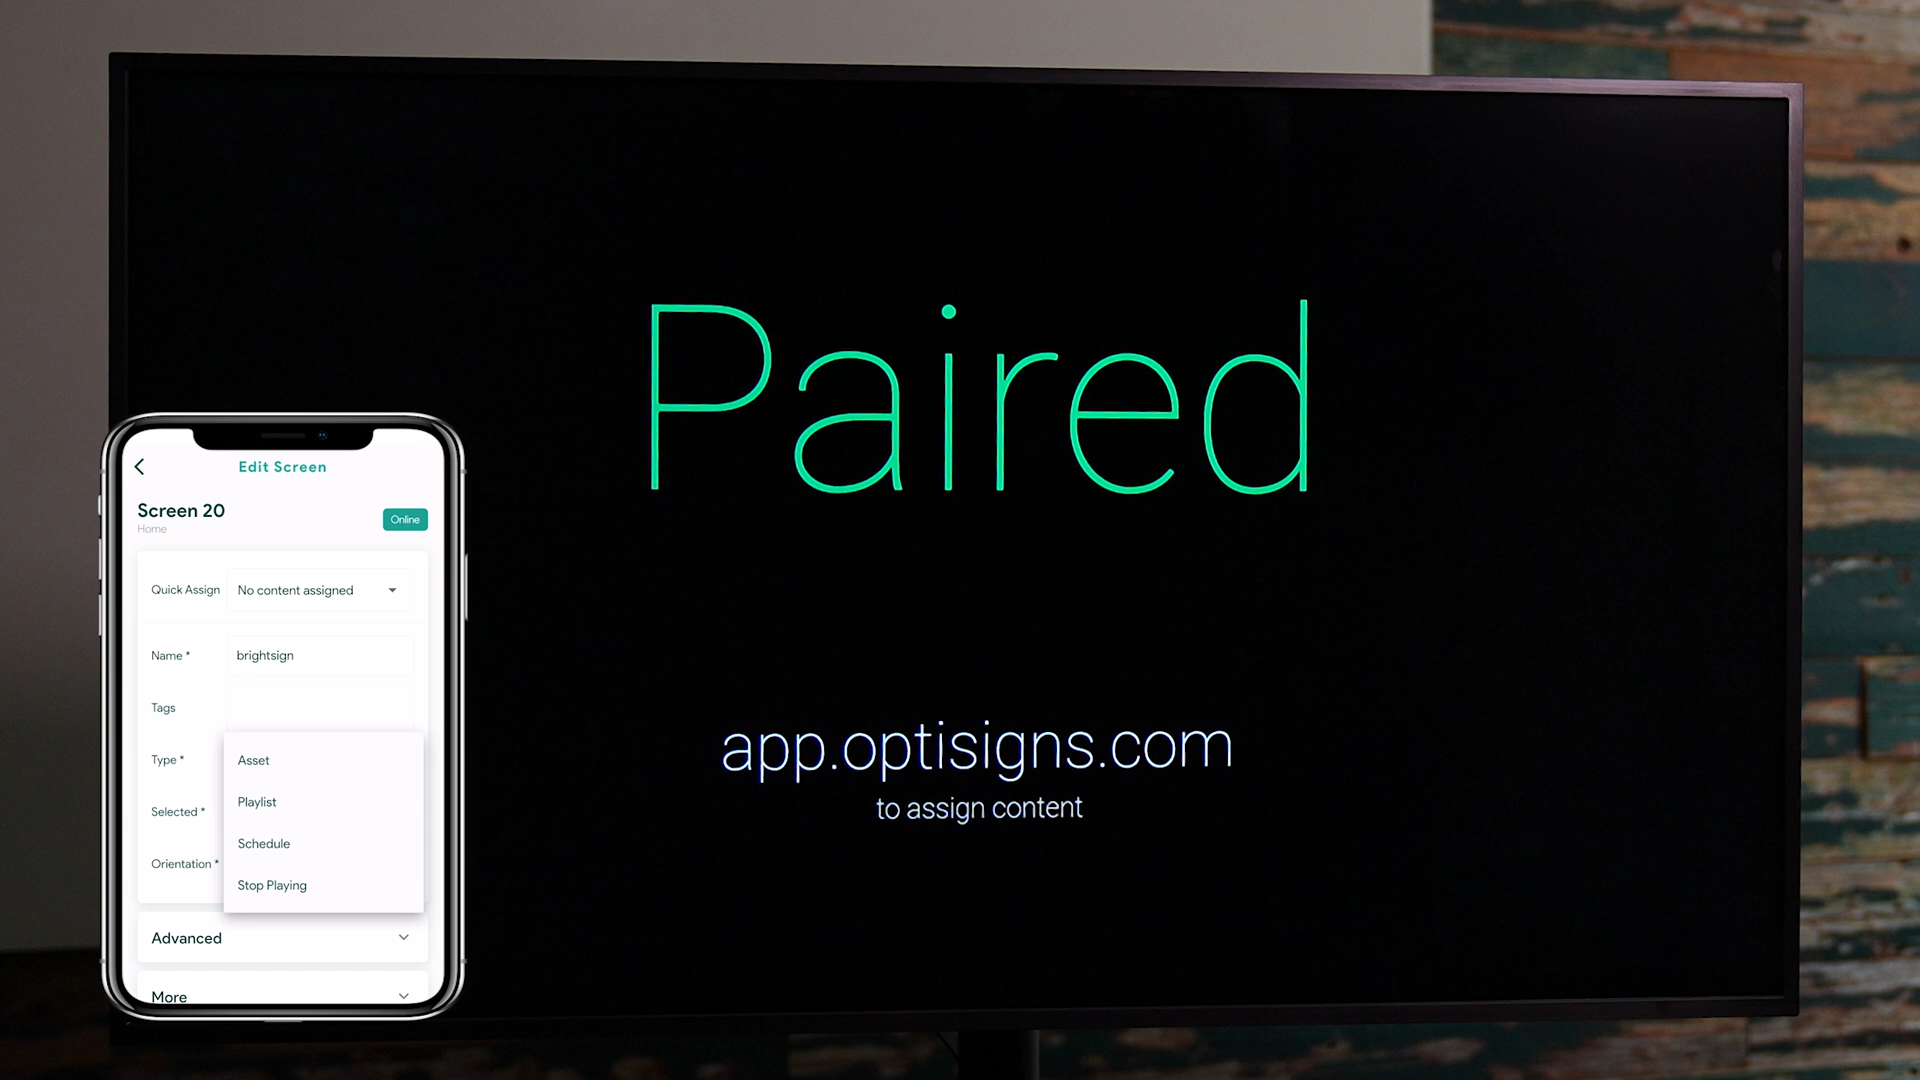 Paired
app.optisigns.com
to assign content
Edit Screen
Screen 20
Home
Online
Quick Assign No content assigned
Name * brightsign
Tags
Type * Asset
Playlist
Selected *
Schedule
Orientation *
Stop Playing
Advanced
More